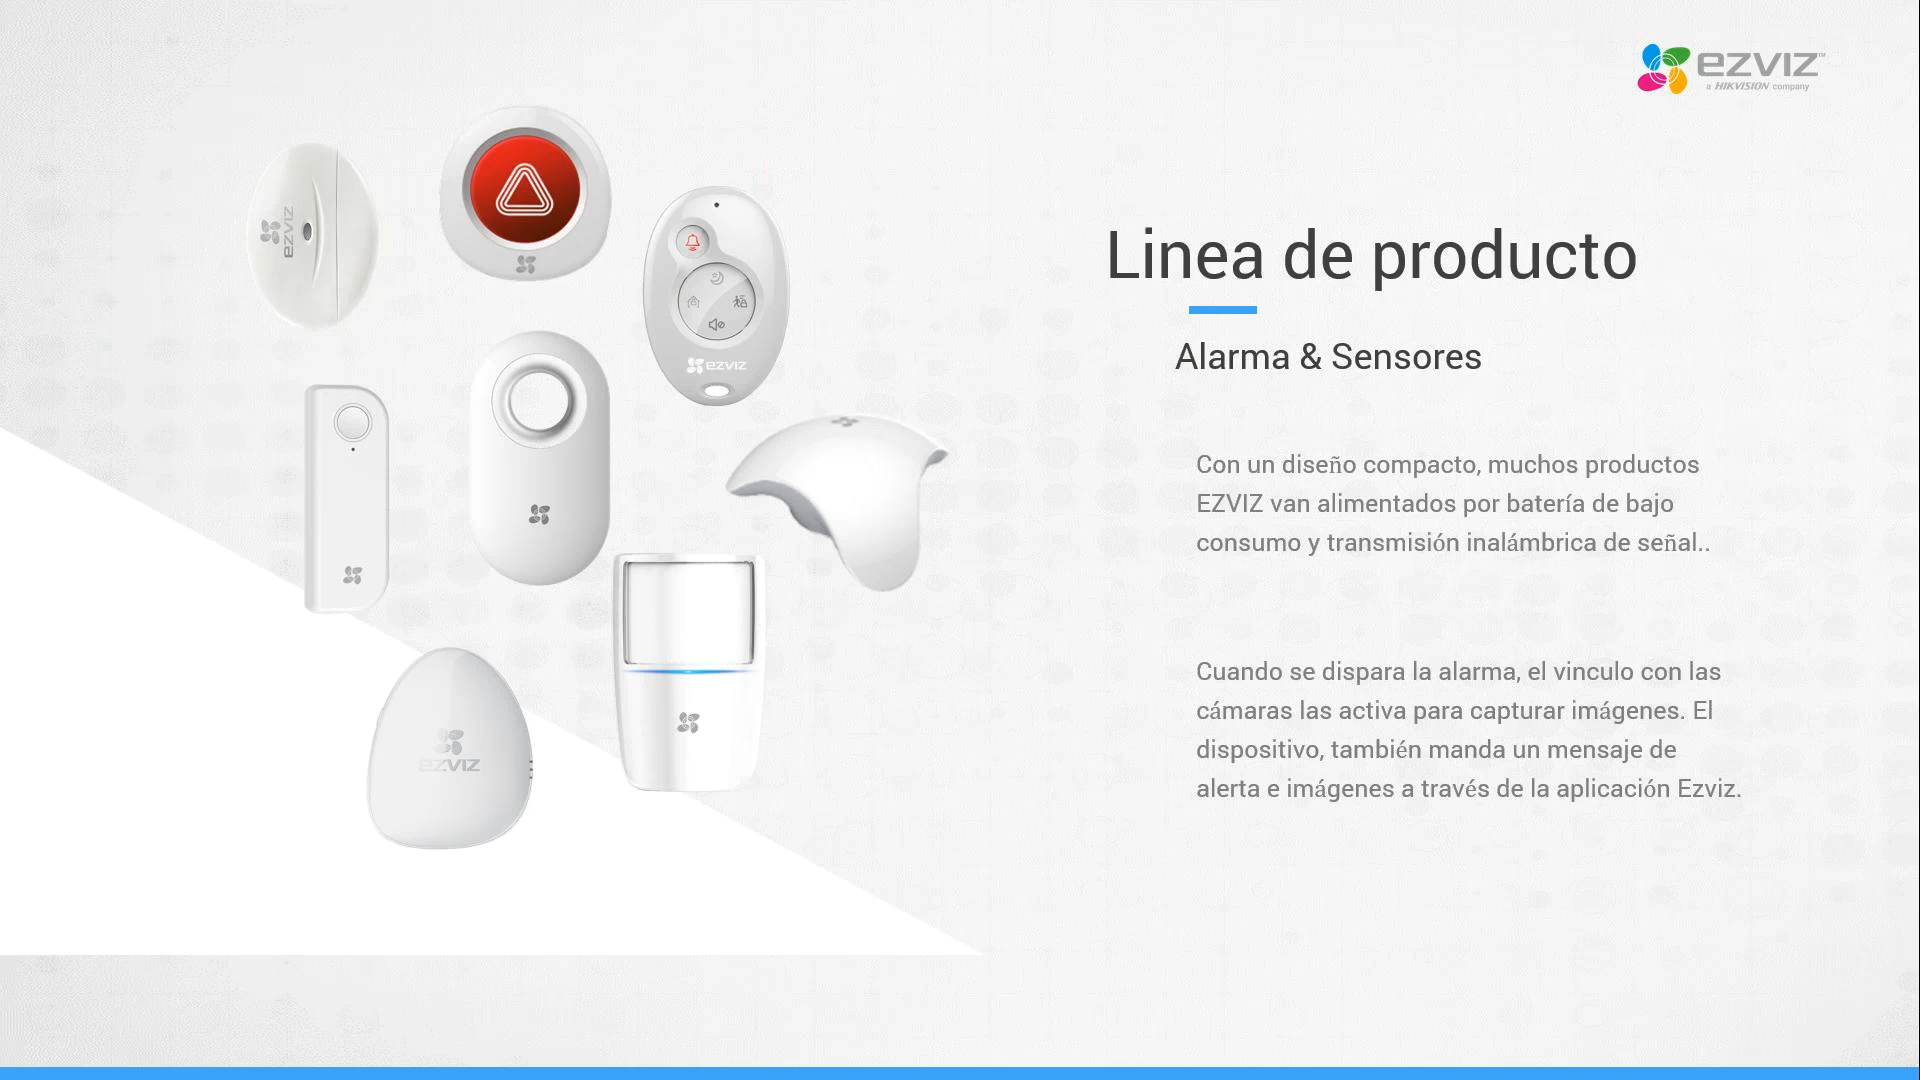 ezviz™
a HIKVISION company
ezviz
ezviz
ezviz
Linea de producto
Alarma & Sensores
Con un diseño compacto, muchos productos
EZVIZ van alimentados por batería de bajo
consumo y transmisión inalámbrica de señal..
Cuando se dispara la alarma, el vinculo con las
cámaras las activa para capturar imágenes. El
dispositivo, también manda un mensaje de
alerta e imágenes a través de la aplicación Ezviz.